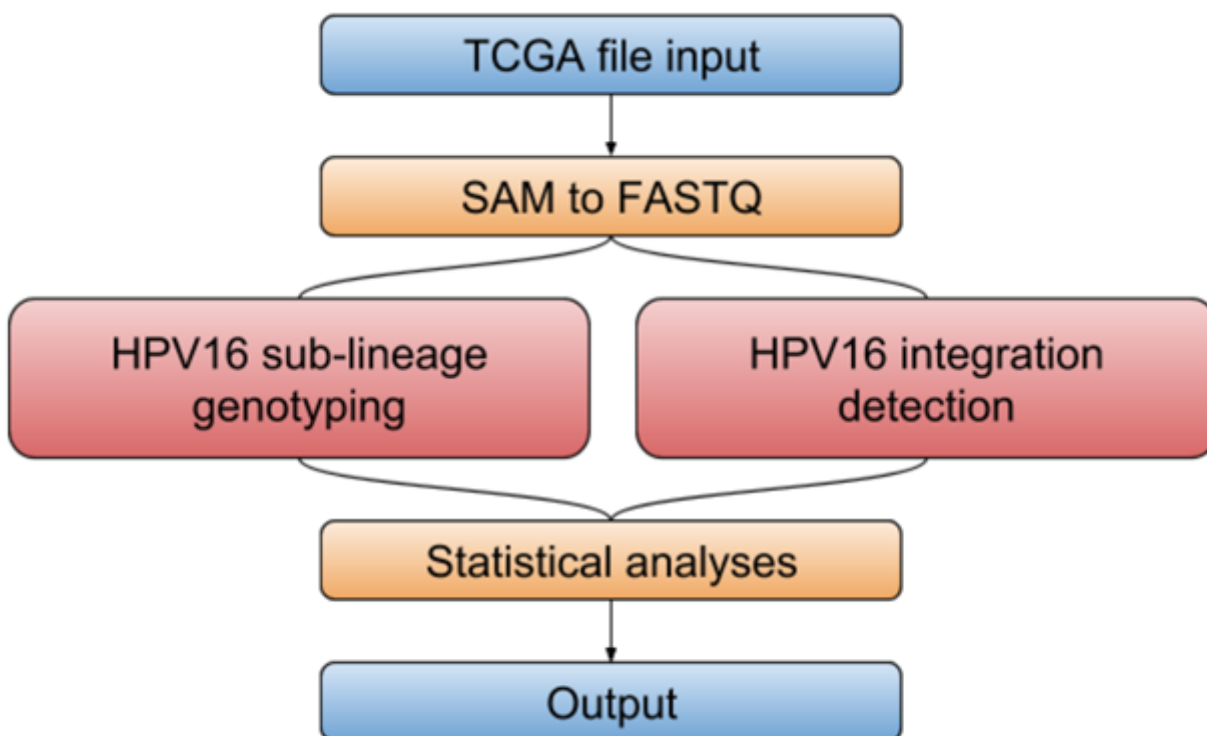 TCGA file input
SAM to FASTQ
HPV16 sub-lineage
genotyping
HPV16 integration
detection
Statistical analyses
Output